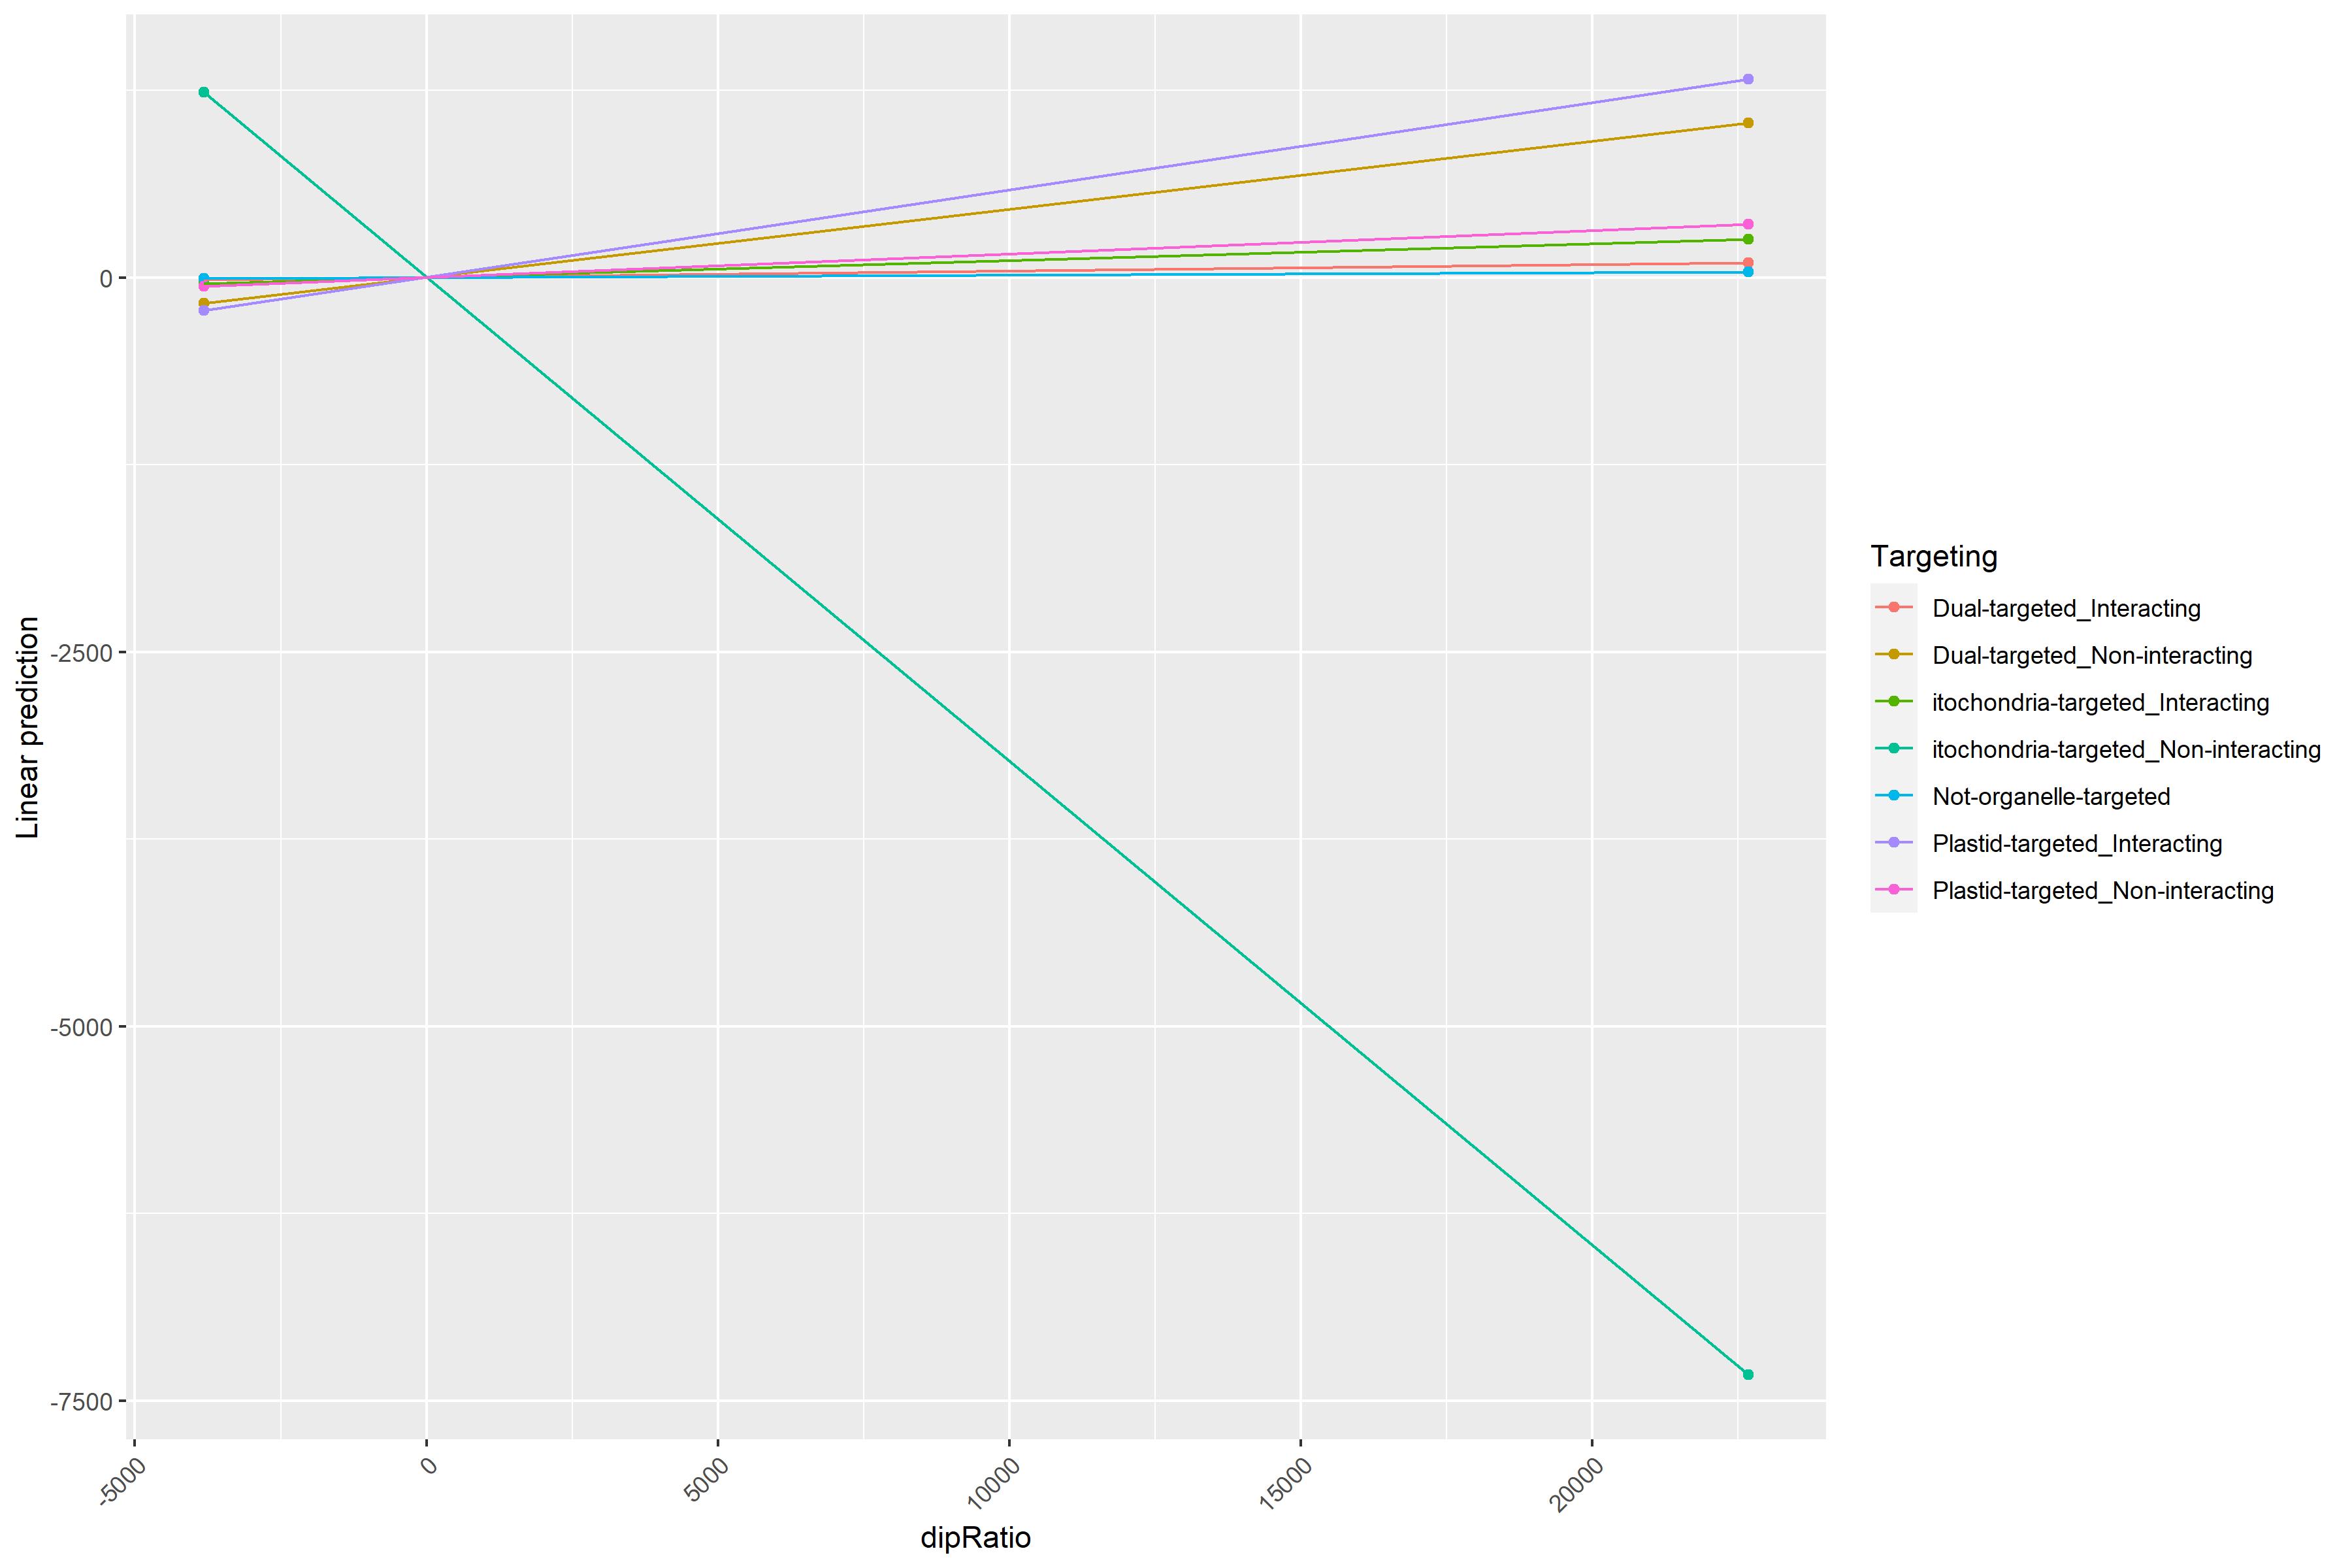 0
-2500
-5000
-7500
Linear prediction
-5000
0
5000
10000
15000
20000
dipRatio
Targeting
Dual-targeted_Interacting
Dual-targeted_Non-interacting
itochondria-targeted_Interacting
itochondria-targeted_Non-interacting
Not-organelle-targeted
Plastid-targeted_Interacting
Plastid-targeted_Non-interacting